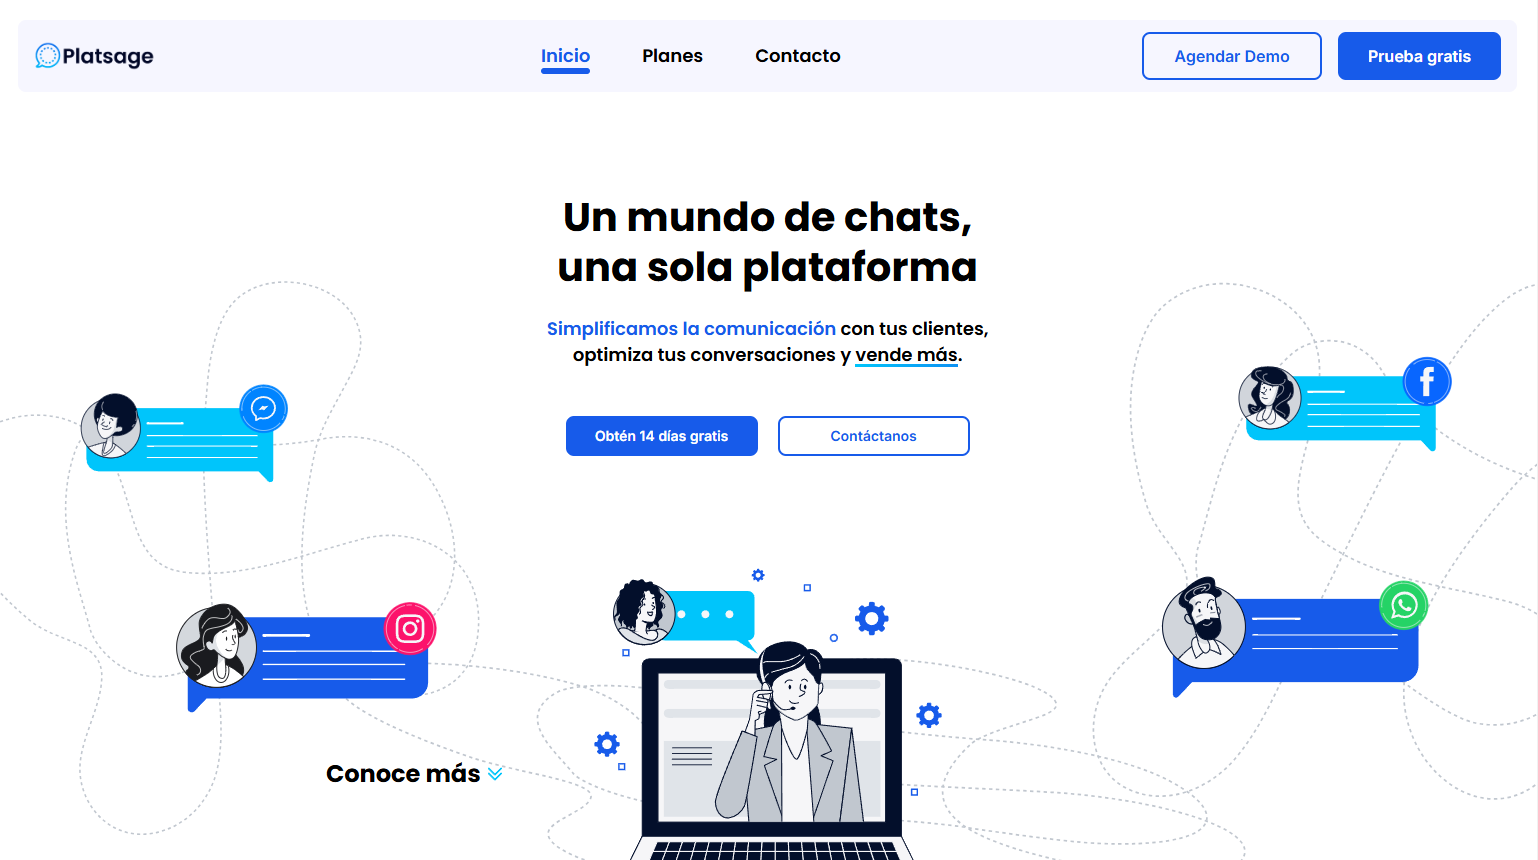 Platsage
Inicio
Planes
Contacto
Agendar Demo
Prueba gratis
Un mundo de chats,
una sola plataforma
Simplificamos la comunicación con tus clientes,
optimiza tus conversaciones y vende más.
Obtén 14 días gratis
Contáctanos
Conoce más